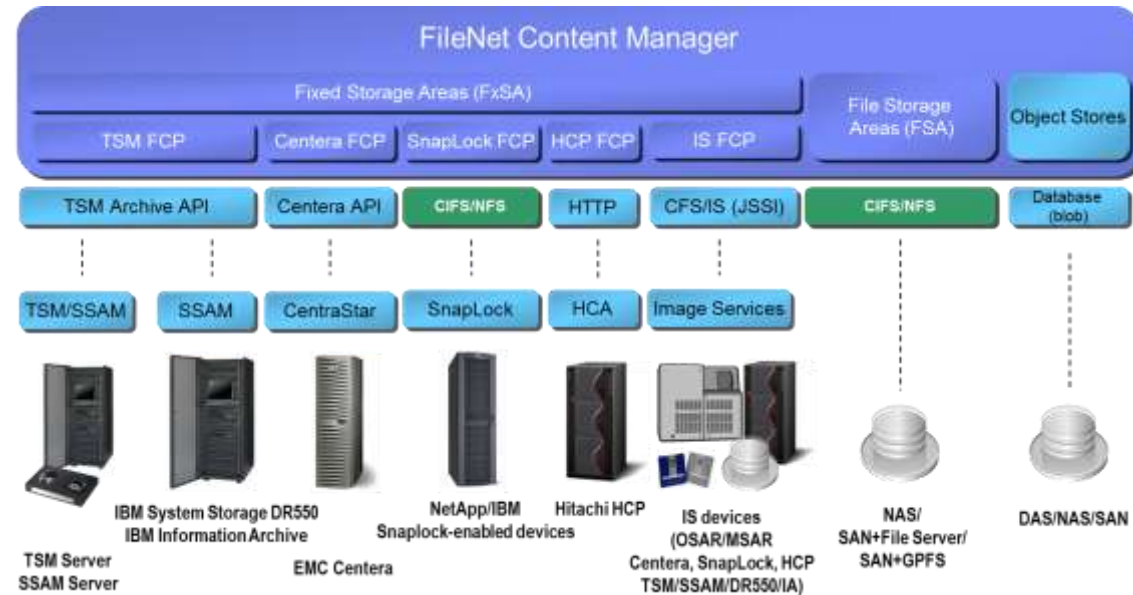 FileNet Content Manager
Fixed Storage Areas (FxSA)
File Storage
Areas (FSA)
Object Stores
TSM FCP
Centera FCP
SnapLock FCP
HCP FCP
IS FCP
TSM Archive API
Centera API
CIFS/NFS
HTTP
CFS/IS (JSSI)
CIFS/NFS
Database
(blob)
TSM/SSAM
SSAM
CentraStar
SnapLock
HCA
Image Services
TSM Server
SSAM Server
IBM System Storage DR550
IBM Information Archive
EMC Centera
NetApp/IBM
Snaplock-enabled devices
Hitachi HCP
IS devices
(OSAR/MSAR
Centera, SnapLock, HCP
TSM/SSAM/DR550/IA)
NAS/
SAN+File Server/
SAN+GPFS
DAS/NAS/SAN